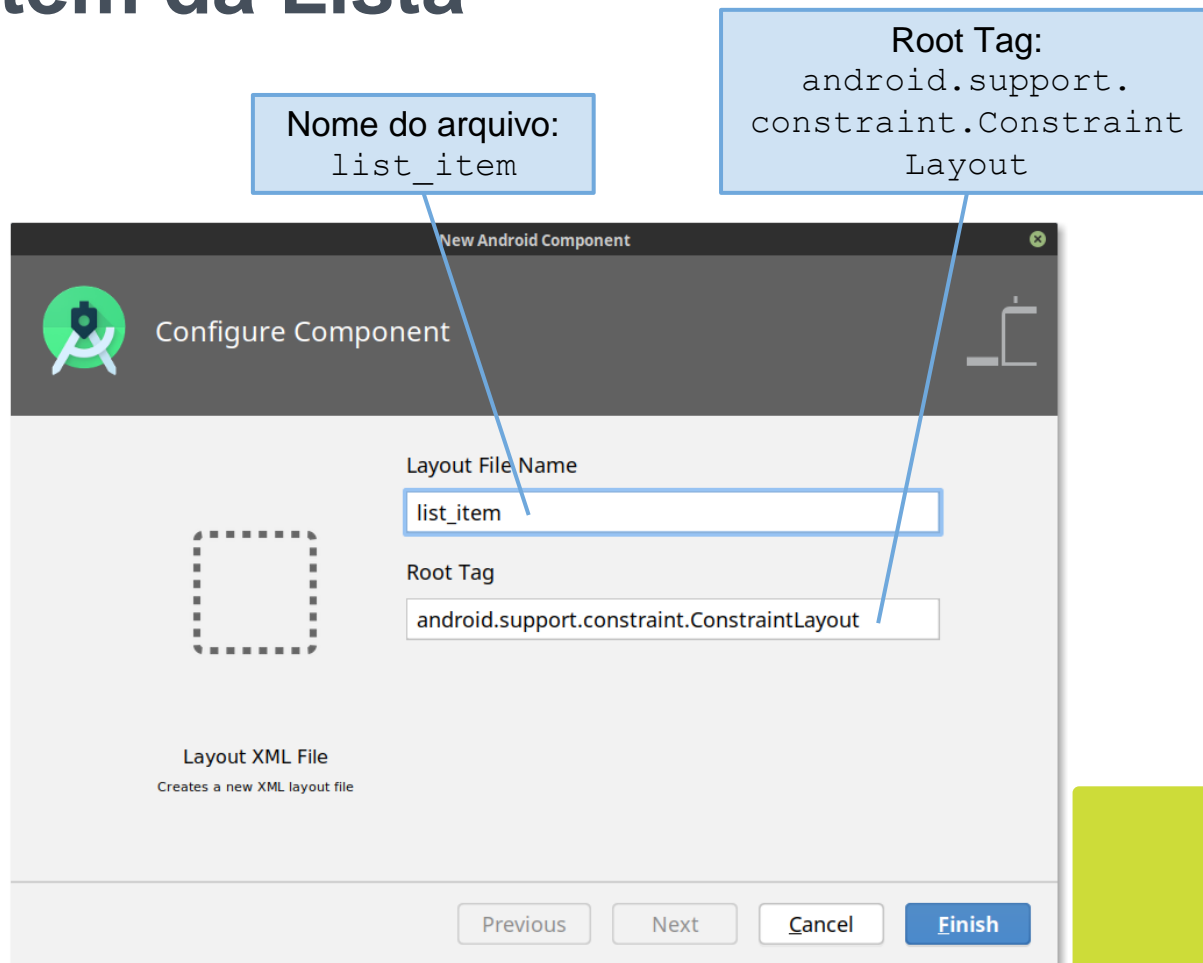 tem da Lista
Root Tag:
android.support.
constraint.Constraint
Layout
Nome do arquivo:
list_item
New Android Component
Configure Component
Layout File Name
list_item
Root Tag
android.support.constraint.ConstraintLayout
Layout XML File
Creates a new XML layout file
Previous
Next
Cancel
Finish